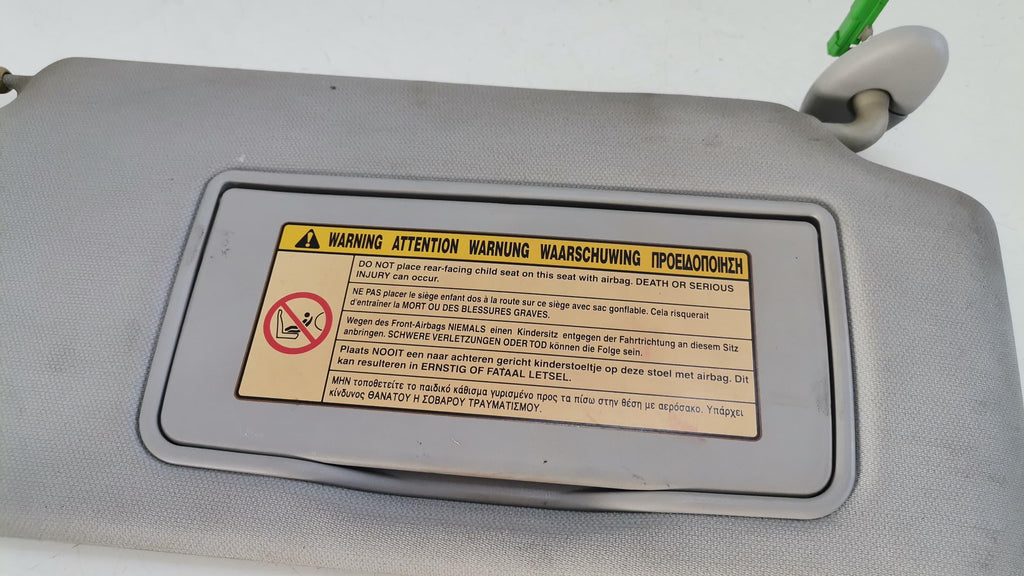 WARNING ATTENTION WARNUNG WAARSCHUWING ΠΡΟΕΙΔΟΠΟΙΗΣΗ
DO NOT place rear-facing child seat on this seat with airbag. DEATH OR SERIOUS
INJURY can occur.
NE PAS placer le siège enfant dos à la route sur ce siège avec sac gonflable. Cela risquerait
d'entraîner la MORT OU DES BLESSURES GRAVES.
Wegen des Front-Airbags NIEMALS einen Kindersitz entgegen der Fahrtrichtung an diesem Sitz
anbringen. SCHWERE VERLETZUNGEN ODER TOD können die Folge sein.
Plaats NOOIT een naar achteren gericht kinderstoeltje op deze stoel met airbag. Dit
kan resulteren in ERNSTIG OF FATAAL LETSEL.
ΜΗΝ τοποθετείτε το παιδικό κάθισμα γυρισμένο προς τα πίσω στην θέση με αερόσακο. Υπάρχει
κίνδυνος ΘΑΝΑΤΟΥ Η ΣΟΒΑΡΟΥ ΤΡΑΥΜΑΤΙΣΜΟΥ.